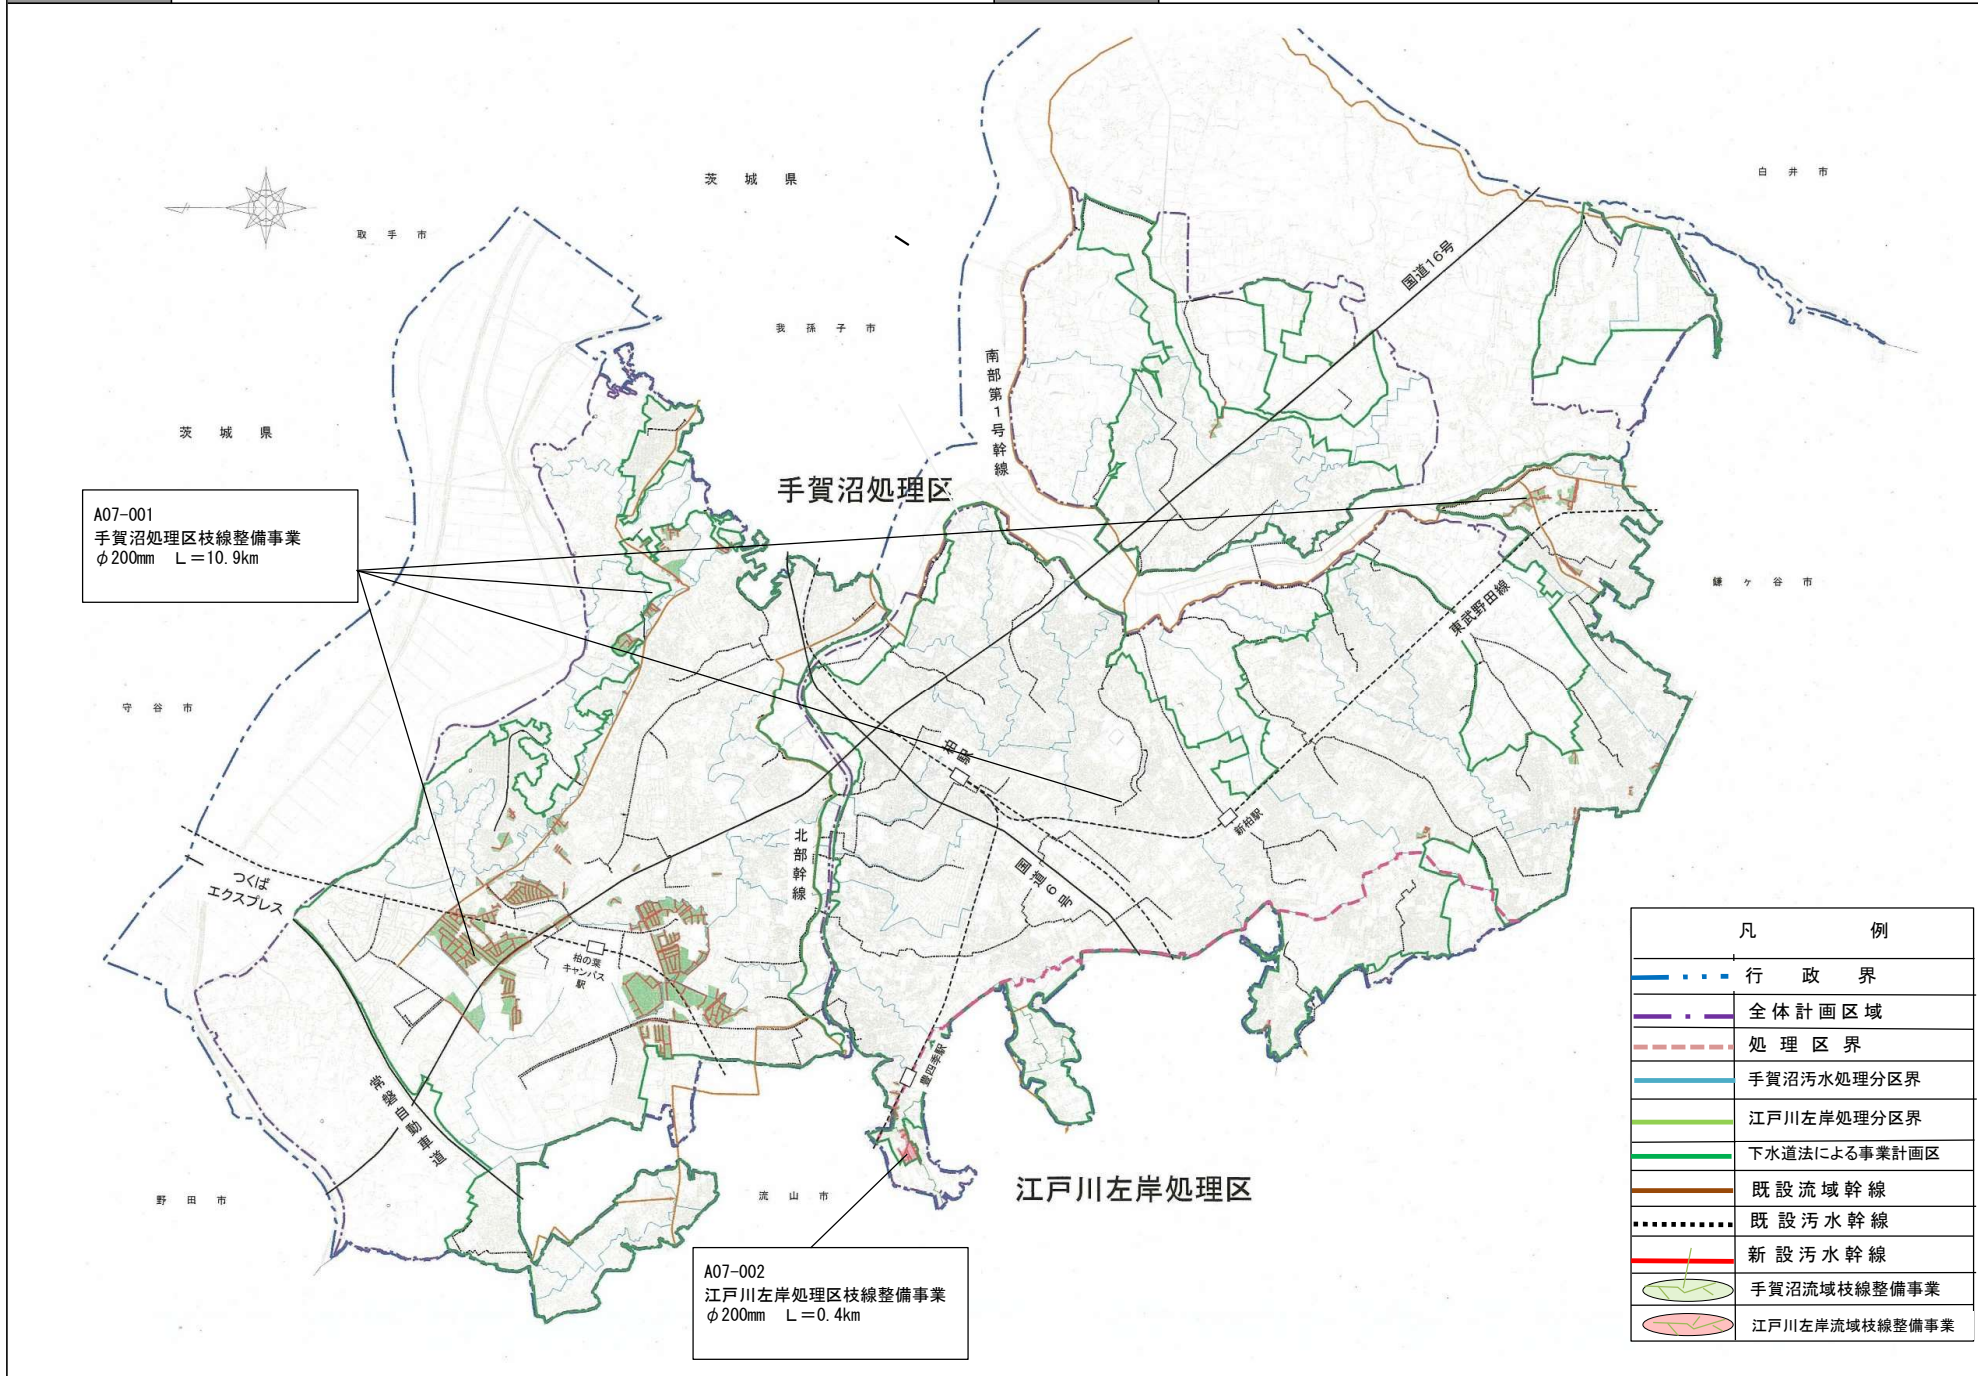 茨城県
白井市
取手市
国道16号
我孫子市
南部第1号幹線
茨城県
手賀沼処理区
A07-001
手賀沼処理区枝線整備事業
φ200mm L=10.9km
鎌ヶ谷市
東武野田線
守谷市
柏駅
新柏駅
北部幹線
国道6号
つくば
エクスプレス
柏の葉
キャンパス
駅
豊四季駅
常磐自動車道
野田市
流山市
江戸川左岸処理区
A07-002
江戸川左岸処理区枝線整備事業
φ200mm L=0.4km
凡例
行政界
全体計画区域
処理区界
手賀沼汚水処理分区界
江戸川左岸処理分区界
下水道法による事業計画区
既設流域幹線
既設汚水幹線
新設汚水幹線
手賀沼流域枝線整備事業
江戸川左岸流域枝線整備事業